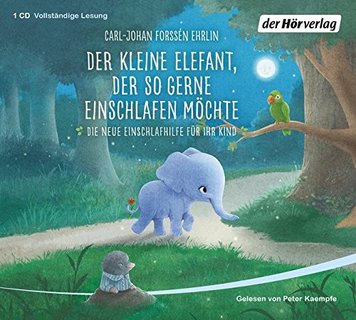 1 CD Vollständige Lesung
der Hörverlag
CARL-JOHAN FORSSÉN EHRLIN
DER KLEINE ELEFANT,
DER SO GERNE
EINSCHLAFEN MÖCHTE
DIE NEUE EINSCHLAFHILFE FÜR IHR KIND
Gelesen von Peter Kaempfe